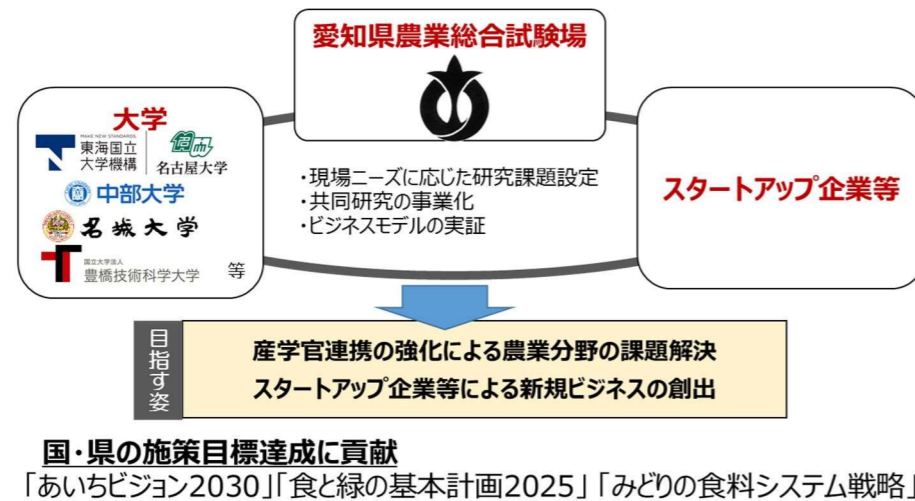 愛知県農業総合試験場
大学
MAKE NEW STANDARDS.
東海国立
大学機構
名古屋大学
中部大学
名城大学
国立大学法人
豊橋技術科学大学
等
・現場ニーズに応じた研究課題設定
・共同研究の事業化
・ビジネスモデルの実証
スタートアップ企業等
目指す姿
産学官連携の強化による農業分野の課題解決
スタートアップ企業等による新規ビジネスの創出
国・県の施策目標達成に貢献
「あいちビジョン2030」「食と緑の基本計画2025」「みどりの食料システム戦略」